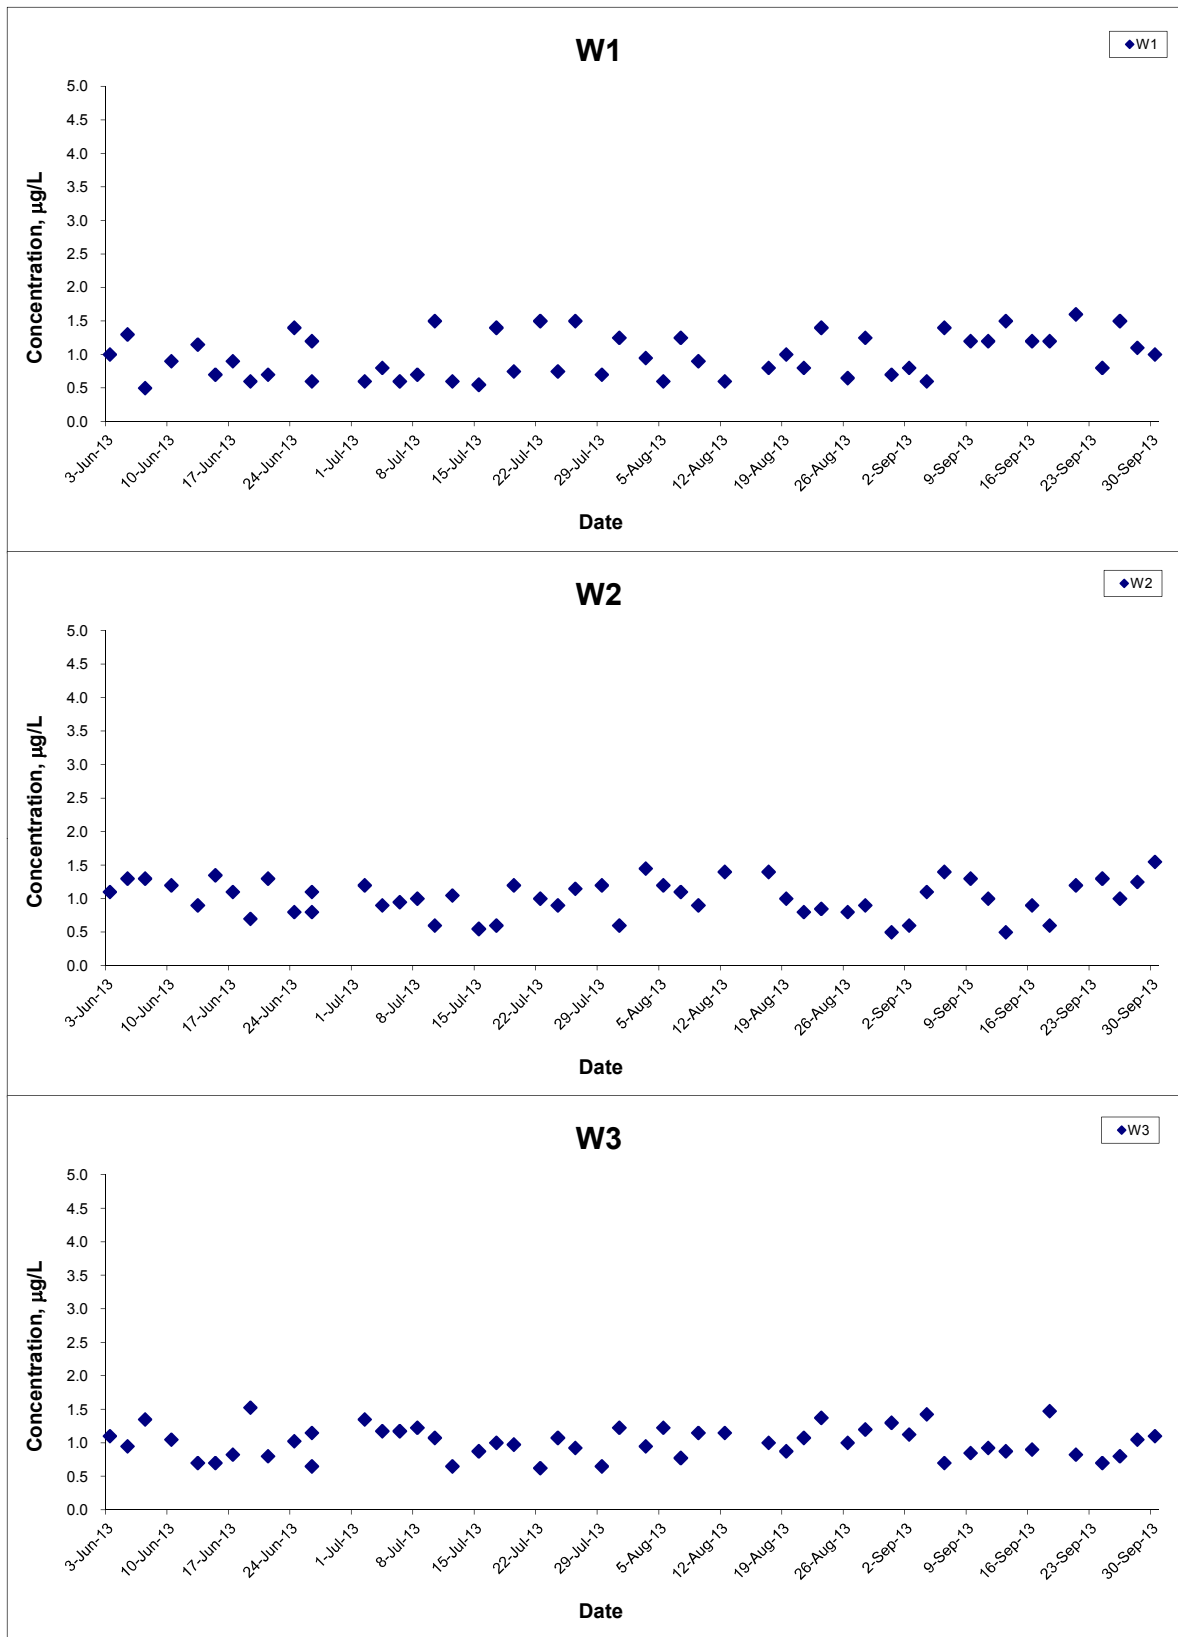 W1
W1
5.0
4.5
4.0
3.5
3.0
2.5
2.0
1.5
1.0
0.5
0.0
Concentration, µg/L
3-Jun-13
10-Jun-13
17-Jun-13
24-Jun-13
1-Jul-13
8-Jul-13
15-Jul-13
22-Jul-13
29-Jul-13
5-Aug-13
12-Aug-13
19-Aug-13
26-Aug-13
2-Sep-13
9-Sep-13
16-Sep-13
23-Sep-13
30-Sep-13
Date
W2
W2
5.0
4.5
4.0
3.5
3.0
2.5
2.0
1.5
1.0
0.5
0.0
Concentration, µg/L
3-Jun-13
10-Jun-13
17-Jun-13
24-Jun-13
1-Jul-13
8-Jul-13
15-Jul-13
22-Jul-13
29-Jul-13
5-Aug-13
12-Aug-13
19-Aug-13
26-Aug-13
2-Sep-13
9-Sep-13
16-Sep-13
23-Sep-13
30-Sep-13
Date
W3
W3
5.0
4.5
4.0
3.5
3.0
2.5
2.0
1.5
1.0
0.5
0.0
Concentration, µg/L
3-Jun-13
10-Jun-13
17-Jun-13
24-Jun-13
1-Jul-13
8-Jul-13
15-Jul-13
22-Jul-13
29-Jul-13
5-Aug-13
12-Aug-13
19-Aug-13
26-Aug-13
2-Sep-13
9-Sep-13
16-Sep-13
23-Sep-13
30-Sep-13
Date